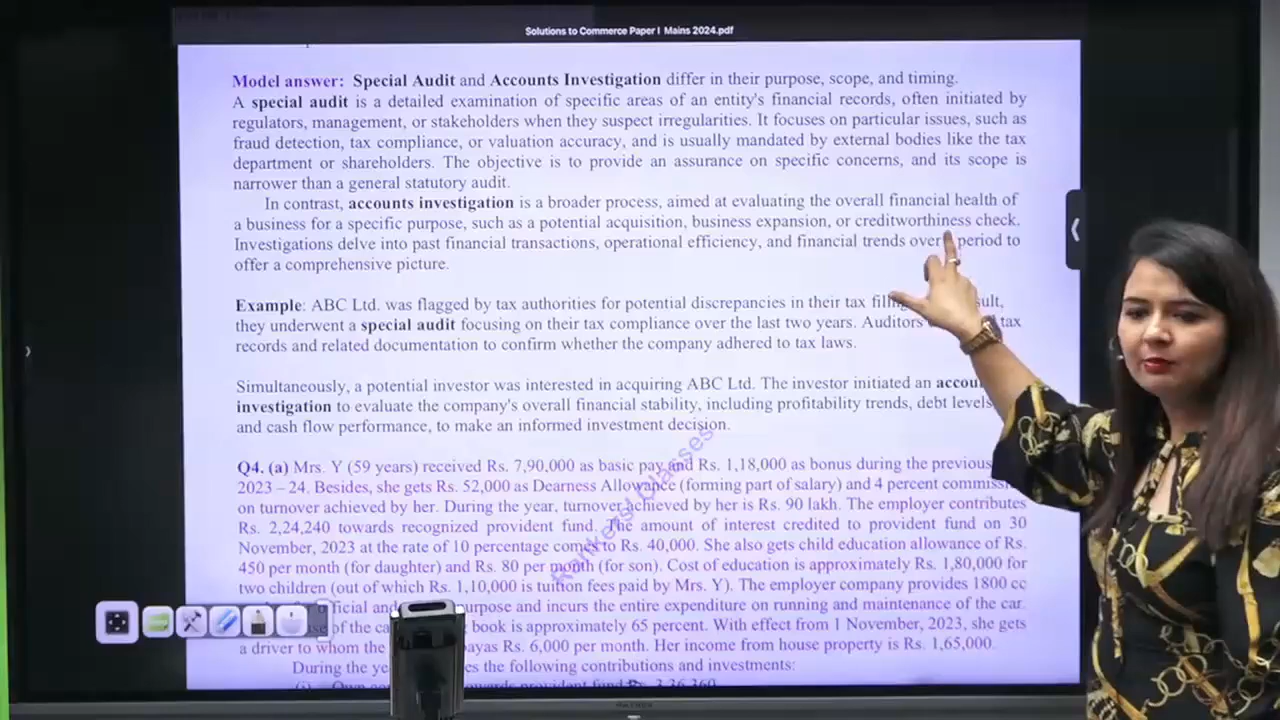 Solutions to Commerce Paper I Mains 2024.pdf
Model answer: Special Audit and Accounts Investigation differ in their purpose, scope, and timing.
A special audit is a detailed examination of specific areas of an entity's financial records, often initiated by
regulators, management, or stakeholders when they suspect irregularities. It focuses on particular issues, such as
fraud detection, tax compliance, or valuation accuracy, and is usually mandated by external bodies like the tax
department or shareholders. The objective is to provide an assurance on specific concerns, and its scope is
narrower than a general statutory audit.
In contrast, accounts investigation is a broader process, aimed at evaluating the overall financial health of
a business for a specific purpose, such as a potential acquisition, business expansion, or creditworthiness check.
Investigations delve into past financial transactions, operational efficiency, and financial trends over period to
offer a comprehensive picture.
Example: ABC Ltd. was flagged by tax authorities for potential discrepancies in their tax
they underwent a special audit focusing on their tax compliance over the last two years. Auditors tax
records and related documentation to confirm whether the company adhered to tax laws.
Simultaneously, a potential investor was interested in acquiring ABC Ltd. The investor initiated an
investigation to evaluate the company's overall financial stability, including profitability trends, debt levels
and cash flow performance, to make an informed investment decision.
Q4. (a) Mrs. Y (59 years) received Rs. 7,90,000 as basic pay and Rs. 1,18,000 as bonus during the previous
2023 – 24. Besides, she gets Rs. 52,000 as Dearness Allowance (forming part of salary) and 4 percent
on turnover achieved by her. During the year, turnover achieved by her is Rs. 90 lakh. The employer contributes
Rs. 2,24,240 towards recognized provident fund. The amount of interest credited to provident fund on 30
November, 2023 at the rate of 10 percentage comes to Rs. 40,000. She also gets child education allowance of Rs.
450 per month (for daughter) and Rs. 80 per month (for son). Cost of education is approximately Rs. 1,80,000 for
two children (out of which Rs. 1,10,000 is tuition fees paid by Mrs. Y). The employer company provides 1800 cc
and incurs the entire expenditure on running and maintenance of the car.
of the book is approximately 65 percent. With effect from 1 November, 2023, she gets
a driver to whom the Rs. 6,000 per month. Her income from house property is Rs. 1,65,000.
During the the following contributions and investments:
Rankers' Classes